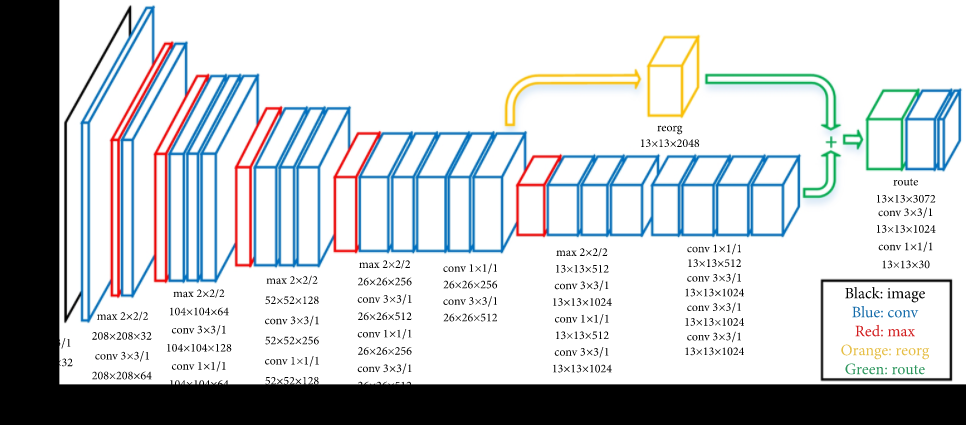 /1
×32
max 2×2/2
208×208×32
conv 3×3/1
208×208×64
max 2×2/2
104×104×64
conv 3×3/1
104×104×128
conv 1×1/1
104×104×64
max 2×2/2
52×52×128
conv 3×3/1
52×52×256
conv 1×1/1
52×52×128
max 2×2/2
26×26×256
conv 3×3/1
26×26×512
conv 1×1/1
26×26×256
conv 3×3/1
26×26×512
conv 1×1/1
26×26×256
conv 3×3/1
26×26×512
max 2×2/2
13×13×512
conv 3×3/1
13×13×1024
conv 1×1/1
13×13×512
conv 3×3/1
13×13×1024
conv 1×1/1
13×13×512
conv 3×3/1
13×13×1024
conv 3×3/1
13×13×1024
conv 3×3/1
13×13×1024
reorg
13×13×2048
+
route
13×13×3072
conv 3×3/1
13×13×1024
conv 1×1/1
13×13×30
Black: image
Blue: conv
Red: max
Orange: reorg
Green: route